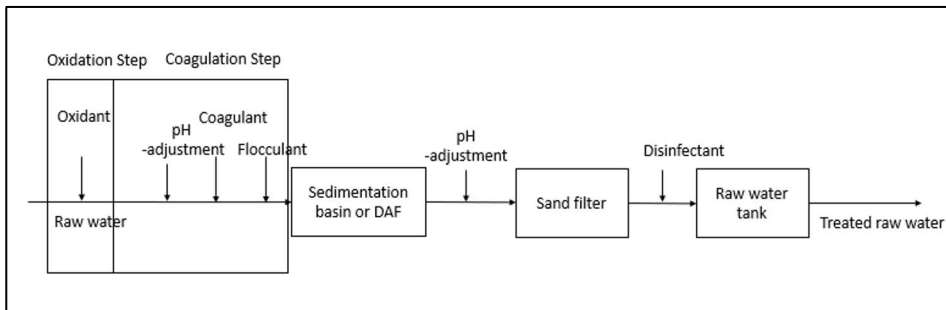 Oxidation Step
Coagulation Step
Oxidant
pH
-adjustment
Coagulant
Flocculant
Raw water
Sedimentation
basin or DAF
pH
-adjustment
Sand filter
Disinfectant
Raw water
tank
Treated raw water